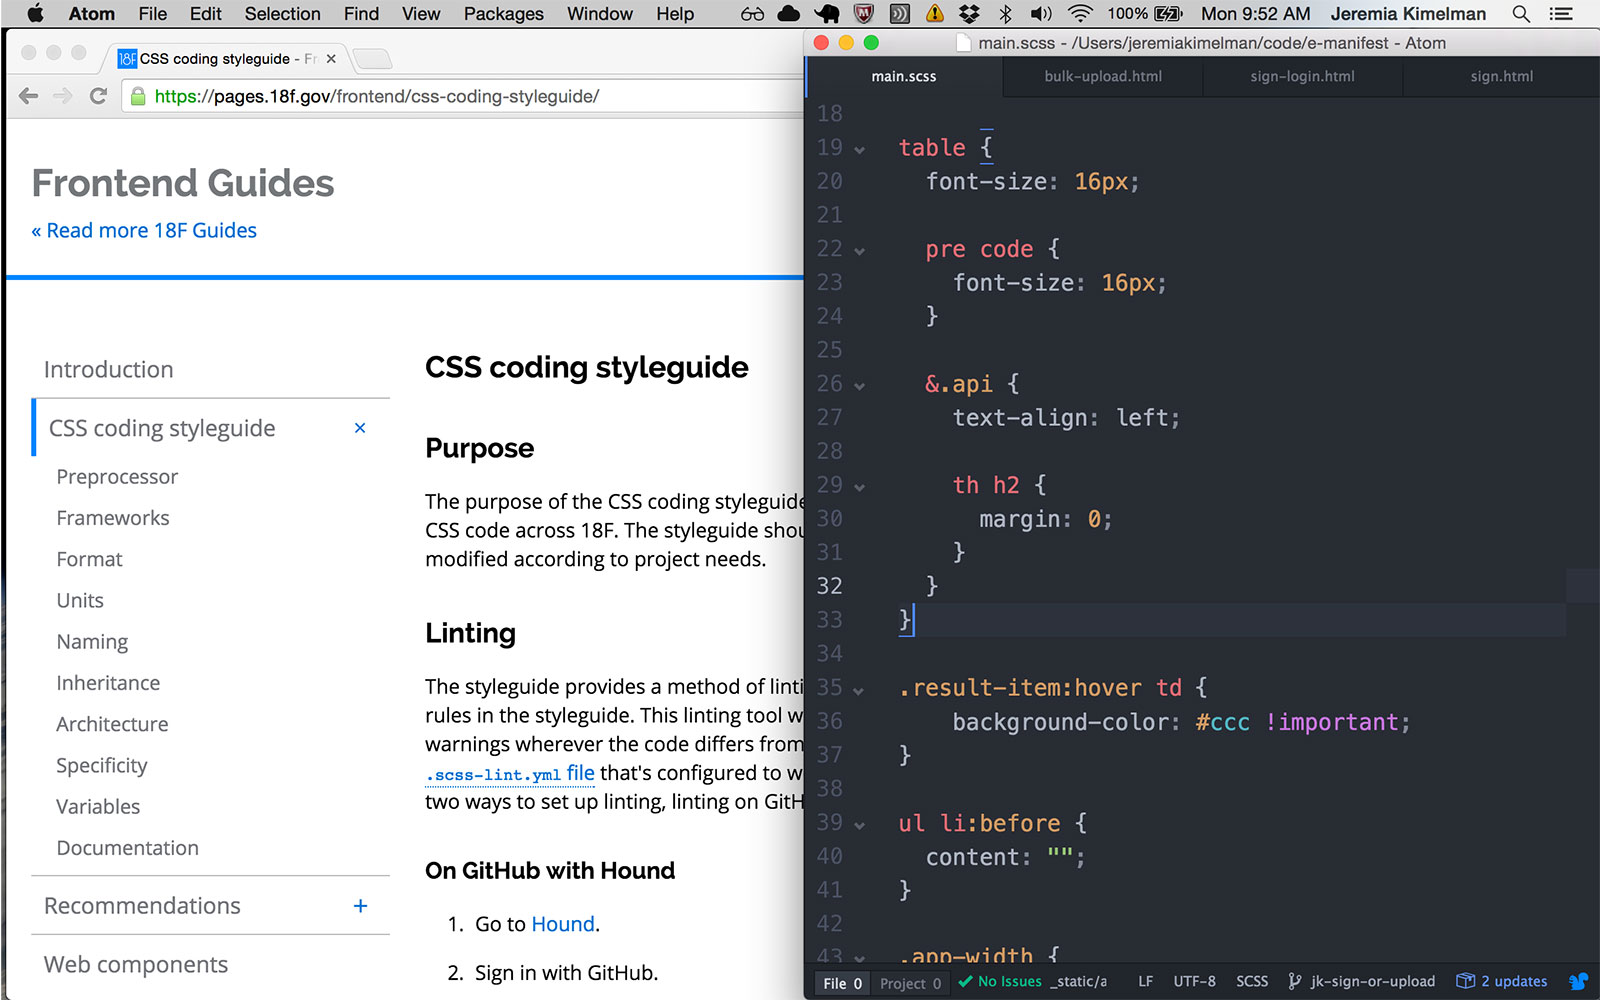 Atom File Edit Selection Find View Packages Window Help 100% Mon 9:52 AM Jeremia Kimelman
18F CSS coding styleguide - Fr
https://pages.18f.gov/frontend/css-coding-styleguide/
Frontend Guides
« Read more 18F Guides
Introduction
CSS coding styleguide ×
Preprocessor
Frameworks
Format
Units
Naming
Inheritance
Architecture
Specificity
Variables
Documentation
Recommendations +
Web components
CSS coding styleguide
Purpose
The purpose of the CSS coding styleguide
CSS code across 18F. The styleguide shou
modified according to project needs.
Linting
The styleguide provides a method of linti
rules in the styleguide. This linting tool w
warnings wherever the code differs from
.scss-lint.yml file that's configured to w
two ways to set up linting, linting on GitH
On GitHub with Hound
1. Go to Hound.
2. Sign in with GitHub.
main.scss - /Users/jeremiakimelman/code/e-manifest - Atom
main.scss bulk-upload.html sign-login.html sign.html
18
19 table {
20 font-size: 16px;
21
22 pre code {
23 font-size: 16px;
24 }
25
26 &.api {
27 text-align: left;
28
29 th h2 {
30 margin: 0;
31 }
32 }
33 }
34
35 .result-item:hover td {
36 background-color: #ccc !important;
37 }
38
39 ul li:before {
40 content: "";
41 }
42
43 .app-width {
File 0 Project 0 No Issues _static/a LF UTF-8 SCSS jk-sign-or-upload 2 updates